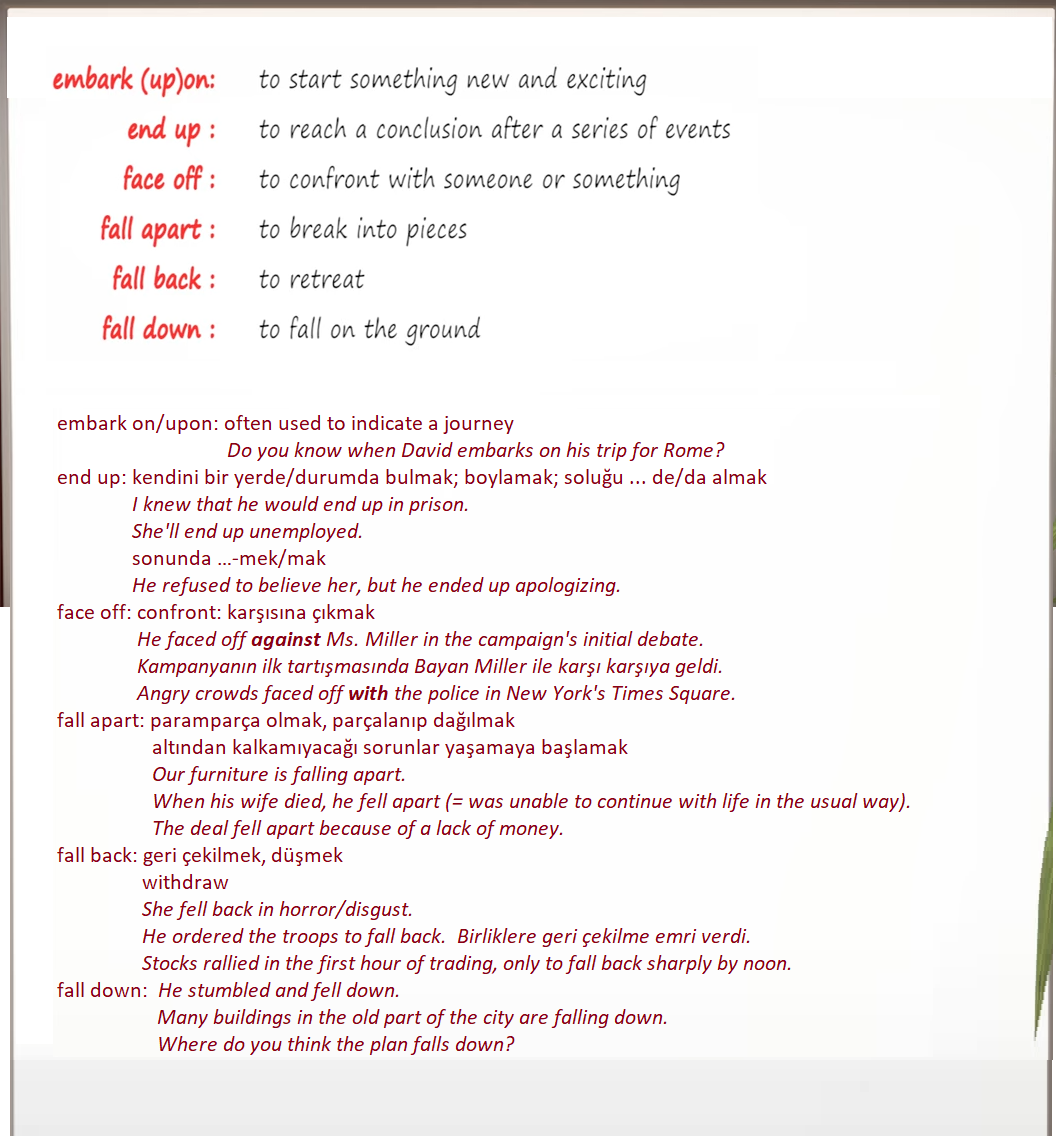 embark (up)on: to start something new and exciting
end up : to reach a conclusion after a series of events
face off : to confront with someone or something
fall apart : to break into pieces
fall back : to retreat
fall down : to fall on the ground
embark on/upon: often used to indicate a journey
Do you know when David embarks on his trip for Rome?
end up: kendini bir yerde/durumda bulmak; boylamak; soluğu ... de/da almak
I knew that he would end up in prison.
She'll end up unemployed.
sonunda ...-mek/mak
He refused to believe her, but he ended up apologizing.
face off: confront: karşısına çıkmak
He faced off against Ms. Miller in the campaign's initial debate.
Kampanyanın ilk tartışmasında Bayan Miller ile karşı karşıya geldi.
Angry crowds faced off with the police in New York's Times Square.
fall apart: paramparça olmak, parçalanıp dağılmak
altından kalkamıyacağı sorunlar yaşamaya başlamak
Our furniture is falling apart.
When his wife died, he fell apart (= was unable to continue with life in the usual way).
The deal fell apart because of a lack of money.
fall back: geri çekilmek, düşmek
withdraw
She fell back in horror/disgust.
He ordered the troops to fall back. Birliklere geri çekilme emri verdi.
Stocks rallied in the first hour of trading, only to fall back sharply by noon.
fall down: He stumbled and fell down.
Many buildings in the old part of the city are falling down.
Where do you think the plan falls down?